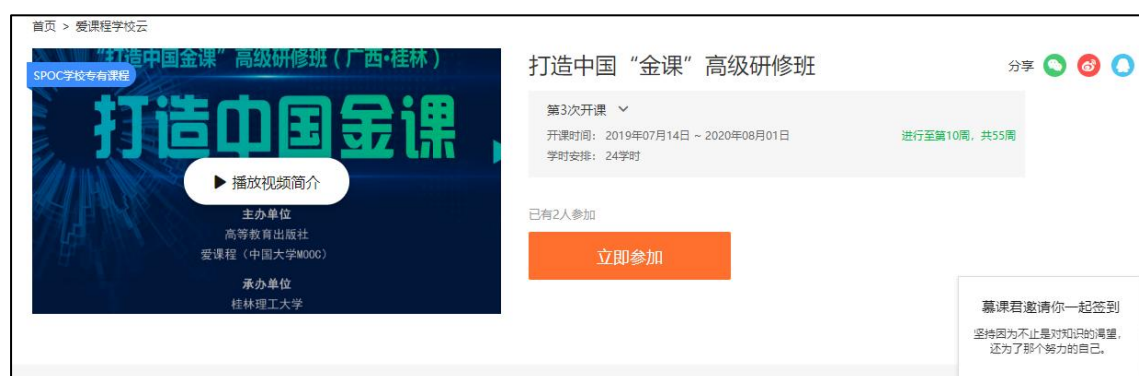 首页 > 爱课程学校云
“打造中国金课”高级研修班（广西·桂林）
SPOC学校专有课程
打造中国金课
播放视频简介
主办单位
高等教育出版社
爱课程（中国大学MOOC）
承办单位
桂林理工大学
打造中国“金课”高级研修班
分享
第3次开课
开课时间: 2019年07月14日 ~ 2020年08月01日
进行至第10周，共55周
学时安排: 24学时
已有2人参加
立即参加
慕课君邀请你一起签到
坚持因为不止是对知识的渴望，
还为了那个努力的自己。